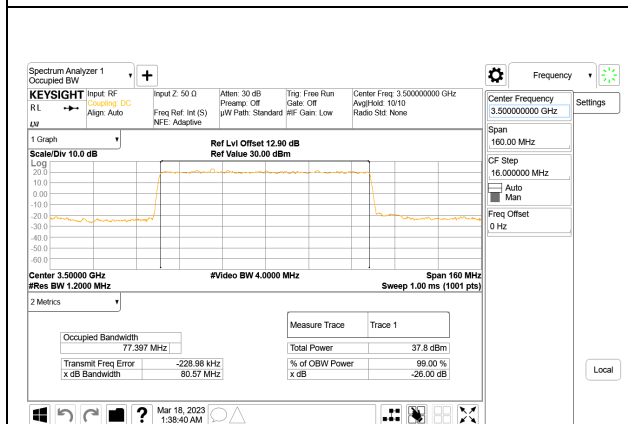 Spectrum Analyzer 1
Occupied BW
Frequency
KEYSIGHT
RL
LXI
Input: RF
Coupling: DC
Align: Auto
Input Z: 50 Ω
Freq Ref: Int (S)
NFE: Adaptive
Atten: 30 dB
Preamp: Off
µW Path: Standard
Trig: Free Run
Gate: Off
#IF Gain: Low
Center Freq: 3.500000000 GHz
Avg|Hold: 10/10
Radio Std: None
Center Frequency
3.500000000 GHz
Settings
Span
160.00 MHz
CF Step
16.000000 MHz
Auto
Man
Freq Offset
0 Hz
Local
1 Graph
Scale/Div 10.0 dB
Ref Lvl Offset 12.90 dB
Ref Value 30.00 dBm
Log
20.0
10.0
0.00
-10.0
-20.0
-30.0
-40.0
-50.0
-60.0
Center 3.50000 GHz
#Res BW 1.2000 MHz
#Video BW 4.0000 MHz
Span 160 MHz
Sweep 1.00 ms (1001 pts)
2 Metrics
Occupied Bandwidth
77.397 MHz
Transmit Freq Error -228.98 kHz
x dB Bandwidth 80.57 MHz
Measure Trace Trace 1
Total Power 37.8 dBm
% of OBW Power 99.00 %
x dB -26.00 dB
Mar 18, 2023
1:38:40 AM